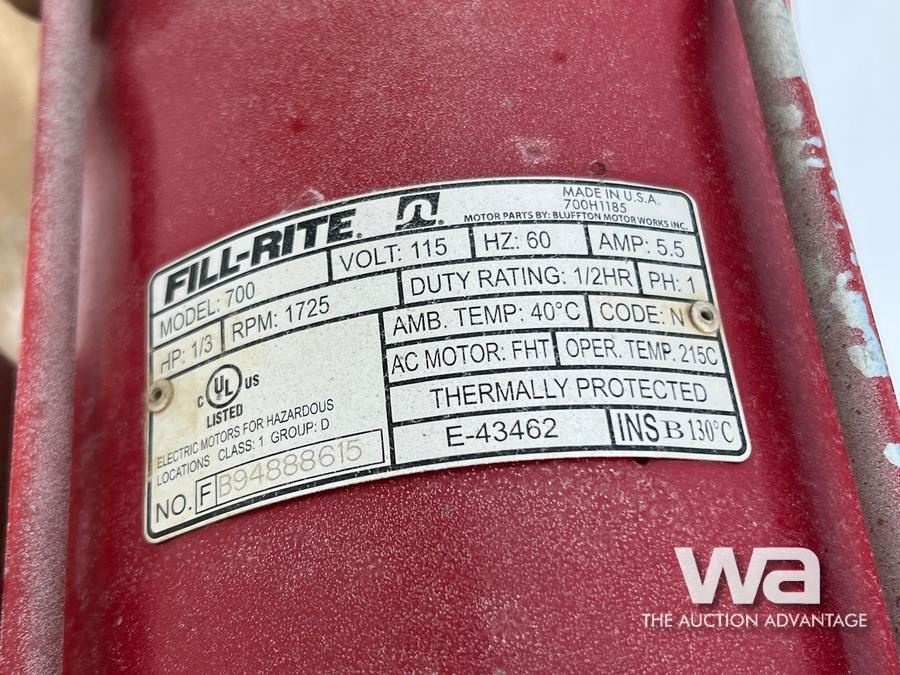 FILL-RITE®
MADE IN U.S.A.
700H1185
MOTOR PARTS BY: BLUFFTON MOTOR WORKS INC.
MODEL: 700
VOLT: 115
HZ: 60
AMP: 5.5
HP: 1/3
RPM: 1725
DUTY RATING: 1/2HR
PH: 1
AMB. TEMP: 40°C
CODE: N
AC MOTOR: FHT
OPER. TEMP. 215C
C UL US
LISTED
THERMALLY PROTECTED
ELECTRIC MOTORS FOR HAZARDOUS
LOCATIONS CLASS: 1 GROUP: D
E-43462
INS B 130°C
NO. F B94888615
wa
THE AUCTION ADVANTAGE